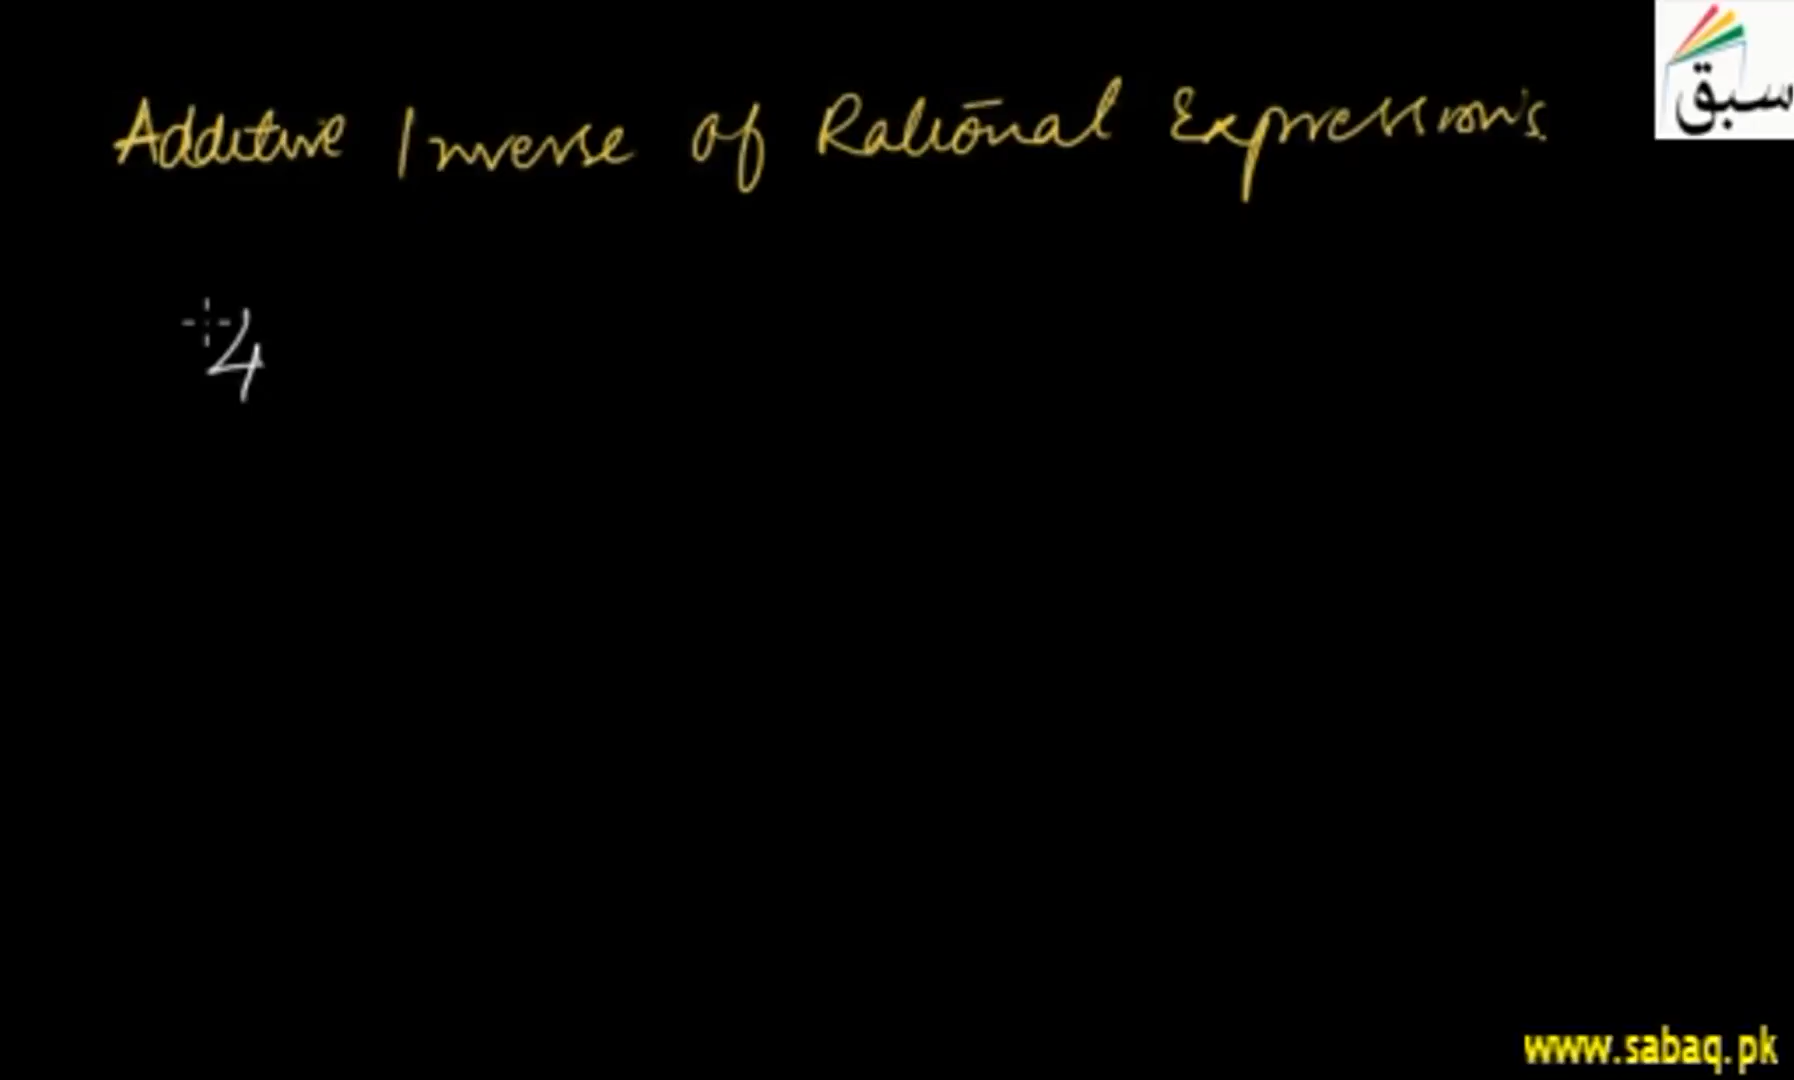 Additive Inverse of Rational Expressions
سبق
4
www.sabaq.pk